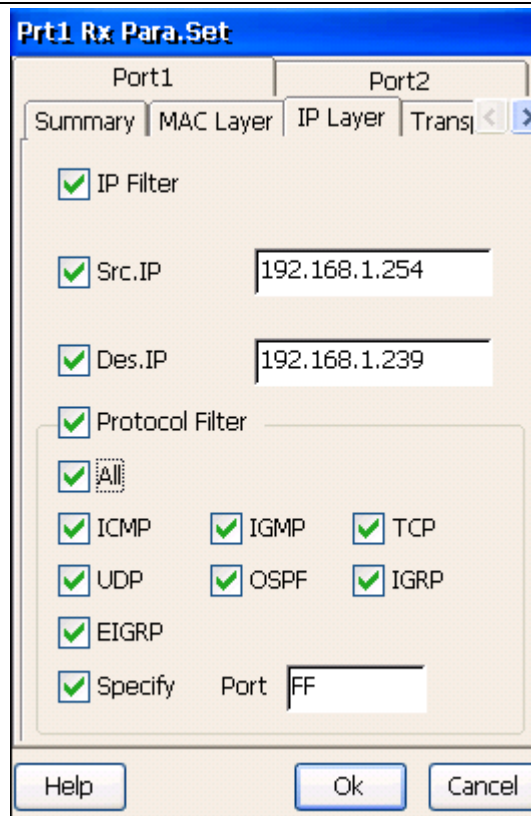 Prt1 Rx Para.Set
Port1 Port2
Summary MAC Layer IP Layer Trans
IP Filter
Src.IP 192.168.1.254
Des.IP 192.168.1.239
Protocol Filter
All
ICMP IGMP TCP
UDP OSPF IGRP
EIGRP
Specify Port FF
Help Ok Cancel